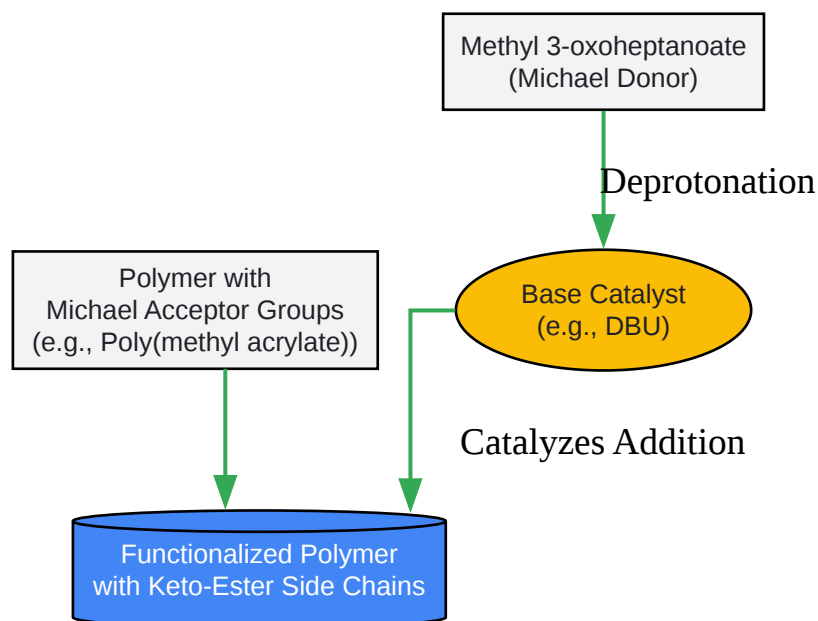 Methyl 3-oxoheptanoate
(Michael Donor)
Deprotonation
Polymer with
Michael Acceptor Groups
(e.g., Poly(methyl acrylate))
Base Catalyst
(e.g., DBU)
Catalyzes Addition
Functionalized Polymer
with Keto-Ester Side Chains